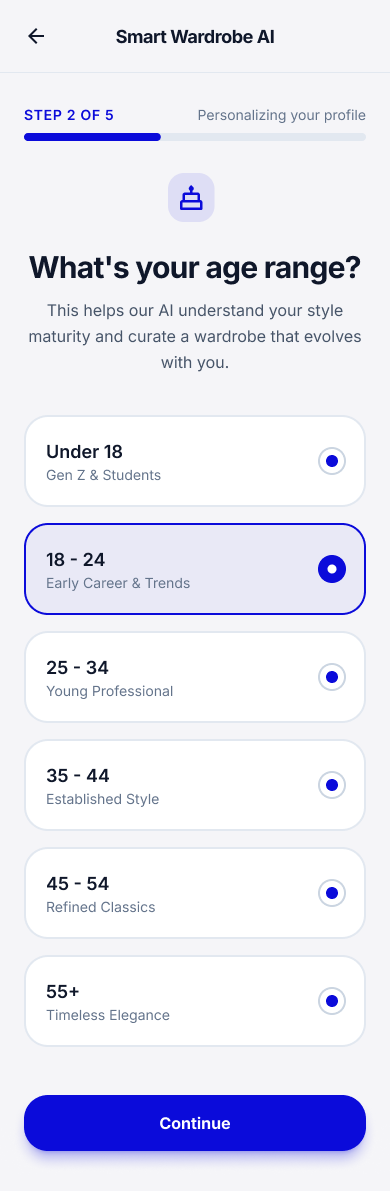 Smart Wardrobe AI
STEP 2 OF 5
Personalizing your profile
What's your age range?
This helps our AI understand your style
maturity and curate a wardrobe that evolves
with you.
Under 18
Gen Z & Students
18 - 24
Early Career & Trends
25 - 34
Young Professional
35 - 44
Established Style
45 - 54
Refined Classics
55+
Timeless Elegance
Continue